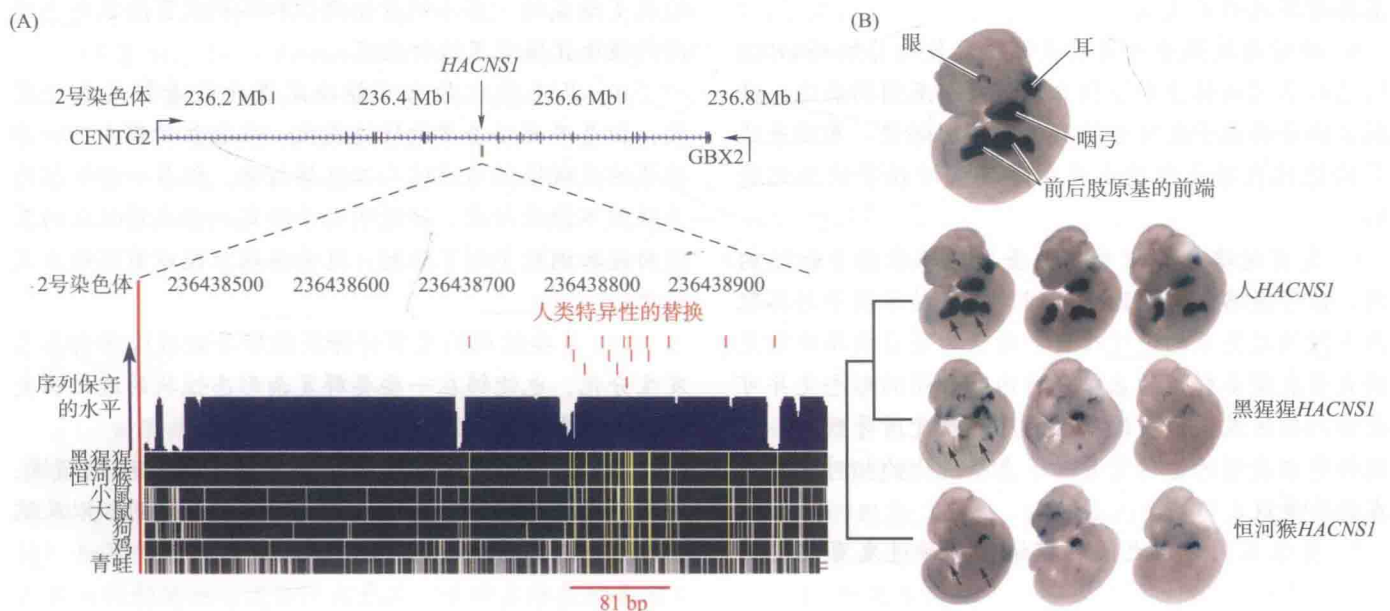 (A)
HACNS1
2号染色体 236.2 Mb 236.4 Mb 236.6 Mb 236.8 Mb
CENTG2
GBX2
2号染色体 236438500 236438600 236438700 236438800 236438900
人类特异性的替换
序列保守
的水平
黑猩猩
恒河猴
小鼠
大鼠
狗
鸡
青蛙
81 bp
(B)
眼
耳
咽弓
前后肢原基的前端
人HACNS1
黑猩猩HACNS1
恒河猴HACNS1